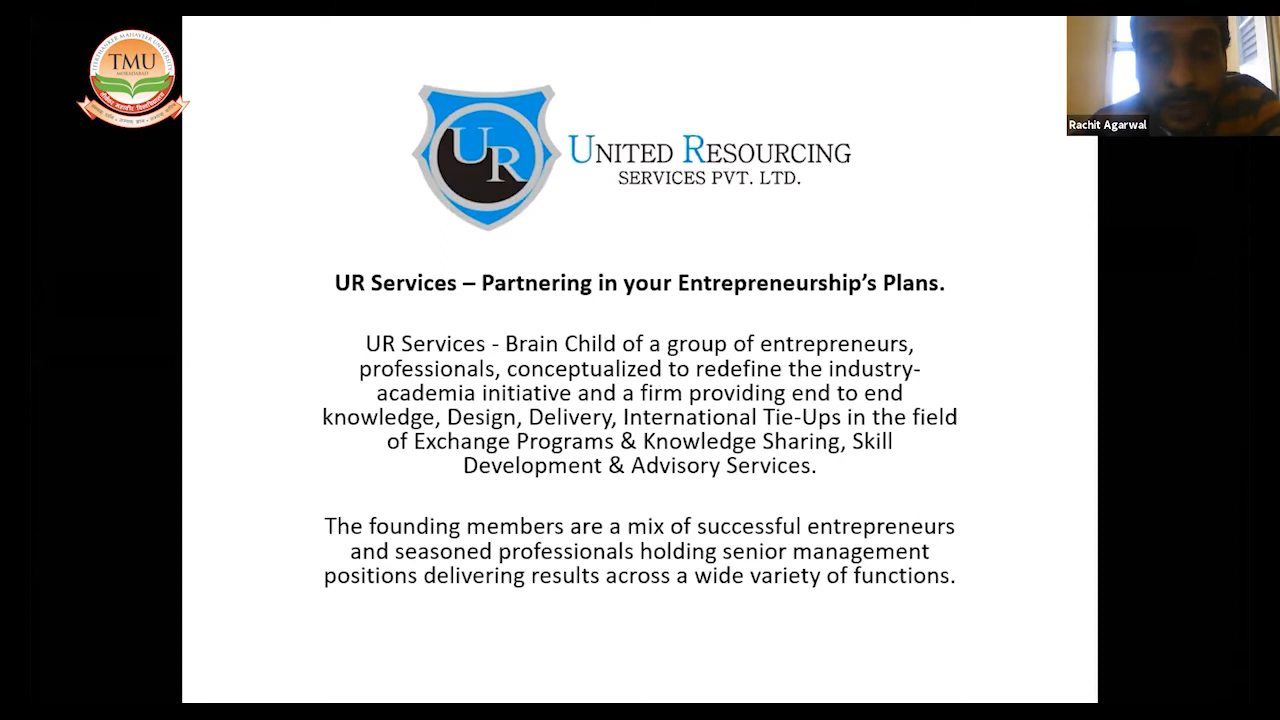 TEERTHANKER MAHAVEER UNIVERSITY
TMU
MORADABAD
Rachit Agarwal
UR
UNITED RESOURCING
SERVICES PVT. LTD.
UR Services – Partnering in your Entrepreneurship’s Plans.
UR Services - Brain Child of a group of entrepreneurs,
professionals, conceptualized to redefine the industry-
academia initiative and a firm providing end to end
knowledge, Design, Delivery, International Tie-Ups in the field
of Exchange Programs & Knowledge Sharing, Skill
Development & Advisory Services.
The founding members are a mix of successful entrepreneurs
and seasoned professionals holding senior management
positions delivering results across a wide variety of functions.